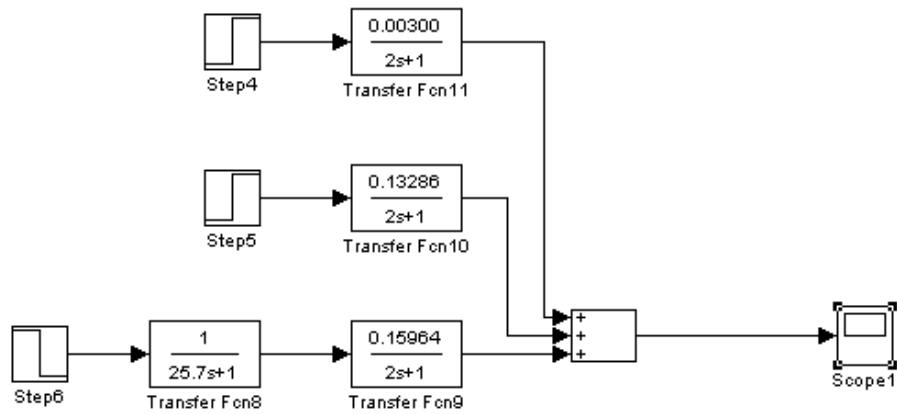 0.00300
2s+1
Step4
Transfer Fcn11
0.13286
2s+1
Step5
Transfer Fcn10
+
+
+
1
25.7s+1
0.15964
2s+1
Step6
Transfer Fcn8
Transfer Fcn9
Scope1